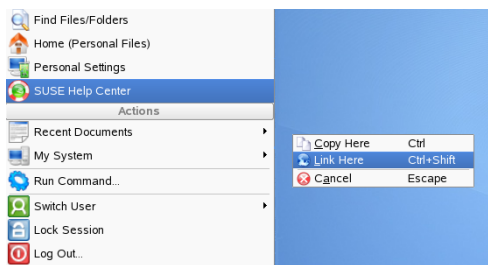 Find Files/Folders
Home (Personal Files)
Personal Settings
SUSE Help Center
Actions
Recent Documents
My System
Run Command...
Switch User
Lock Session
Log Out...
Copy Here Ctrl
Link Here Ctrl+Shift
Cancel Escape